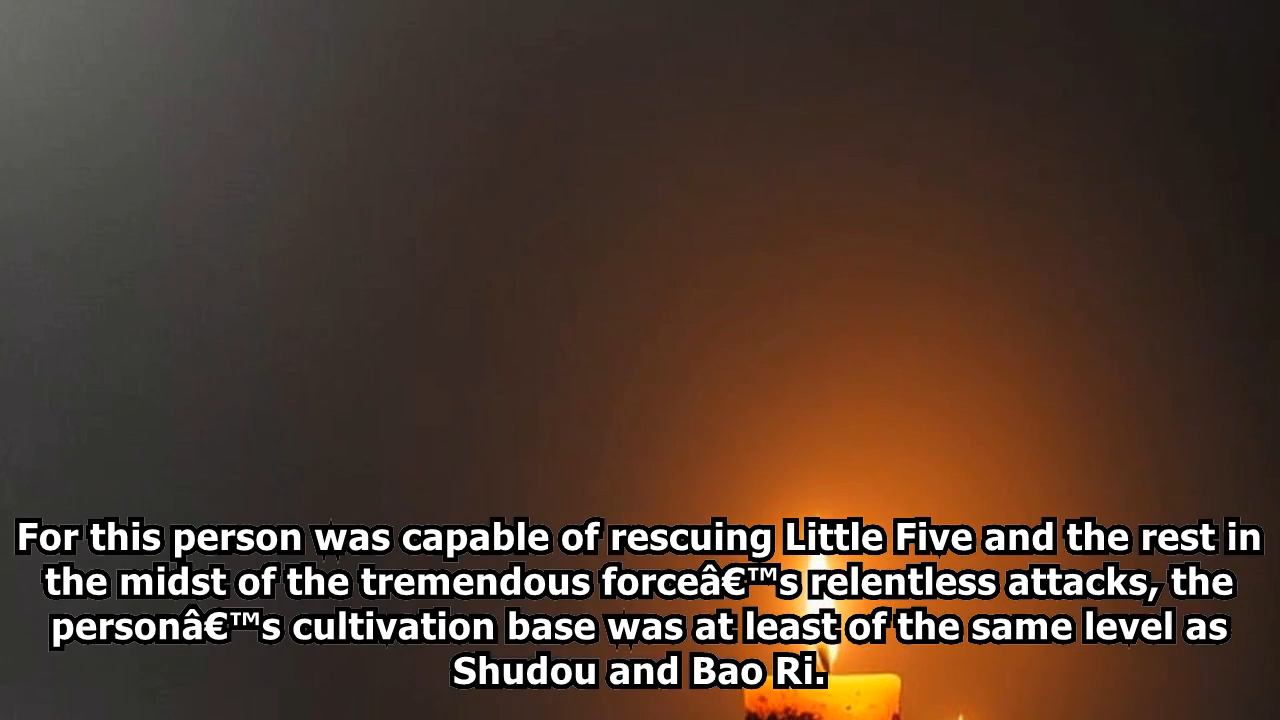 For this person was capable of rescuing Little Five and the rest in
the midst of the tremendous forceâ€™s relentless attacks, the
personâ€™s cultivation base was at least of the same level as
Shudou and Bao Ri.